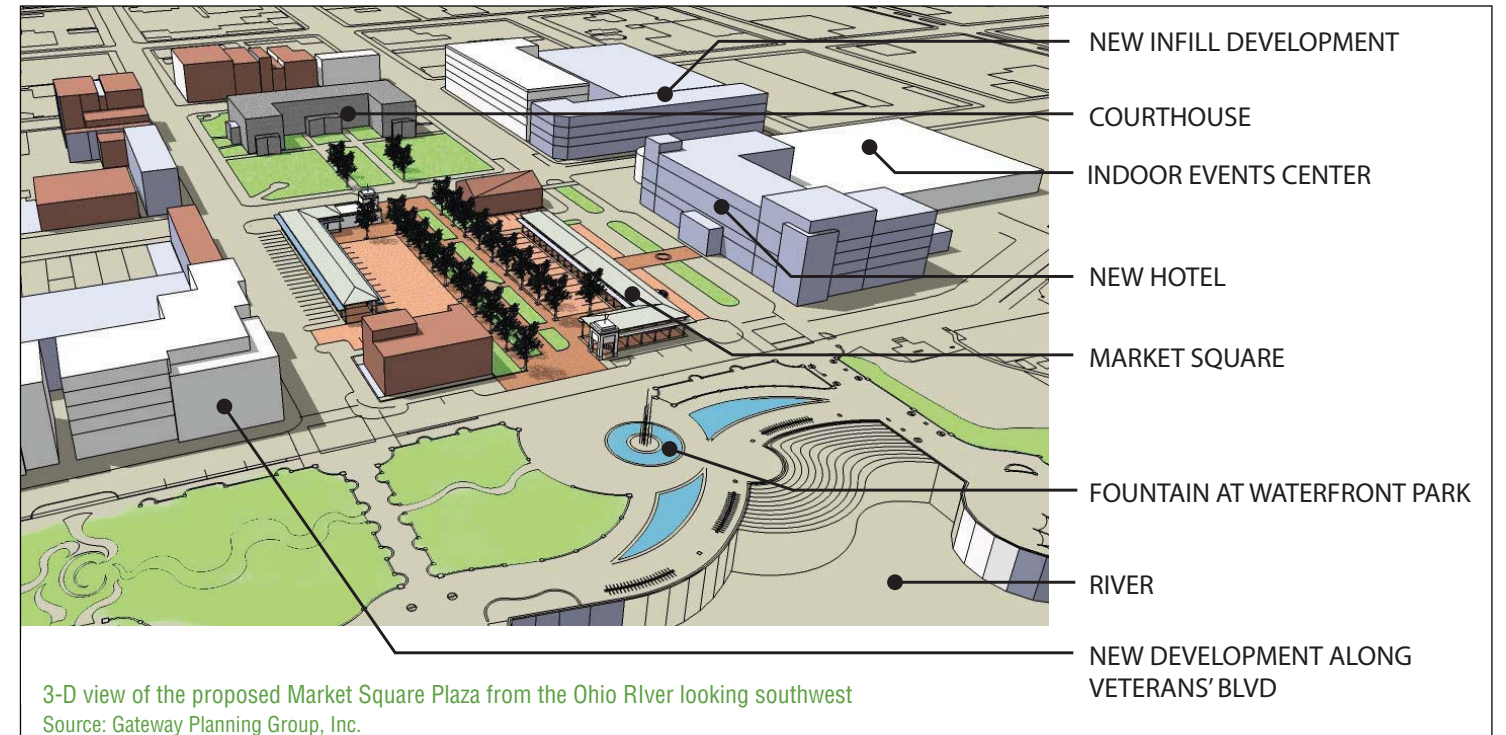 NEW INFILL DEVELOPMENT
COURTHOUSE
INDOOR EVENTS CENTER
NEW HOTEL
MARKET SQUARE
FOUNTAIN AT WATERFRONT PARK
RIVER
NEW DEVELOPMENT ALONG
VETERANS' BLVD
3-D view of the proposed Market Square Plaza from the Ohio RIver looking southwest
Source: Gateway Planning Group, Inc.